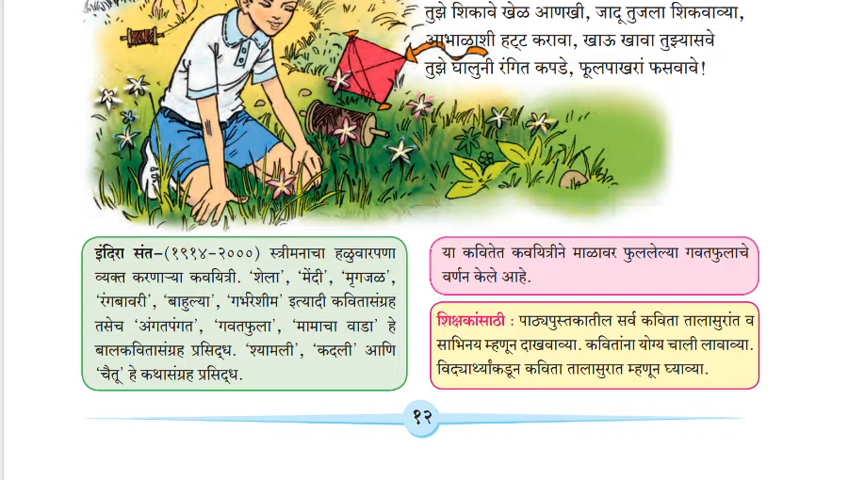 तुझे शिकावे खेळ आणखी, जादू तुजला शिकवाव्या,
आभाळाशी हट्ट करावा, खाऊ खावा तुझ्यासवे
तुझे घालुनी रंगित कपडे, फूलपाखरां फसवावे!
इंदिरा संत-(१९१४-२०००) स्त्रीमनाचा हळुवारपणा
व्यक्त करणाऱ्या कवयित्री. ‘शेला’, ‘मेंदी’, ‘मृगजळ’,
‘रंगबावरी’, ‘बाहुल्या’, ‘गर्भरेशीम’ इत्यादी कवितासंग्रह
तसेच ‘अंगतपंगत’, ‘गवतफुला’, ‘मामाचा वाडा’ हे
बालकवितासंग्रह प्रसिद्ध. ‘श्यामली’, ‘कदली’ आणि
‘चैतू’ हे कथासंग्रह प्रसिद्ध.
या कवितेत कवयित्रीने माळावर फुललेल्या गवतफुलाचे
वर्णन केले आहे.
शिक्षकांसाठी : पाठ्यपुस्तकातील सर्व कविता तालासुरांत व
साभिनय म्हणून दाखवाव्या. कवितांना योग्य चाली लावाव्या.
विद्यार्थ्यांकडून कविता तालासुरात म्हणून घ्याव्या.
१२